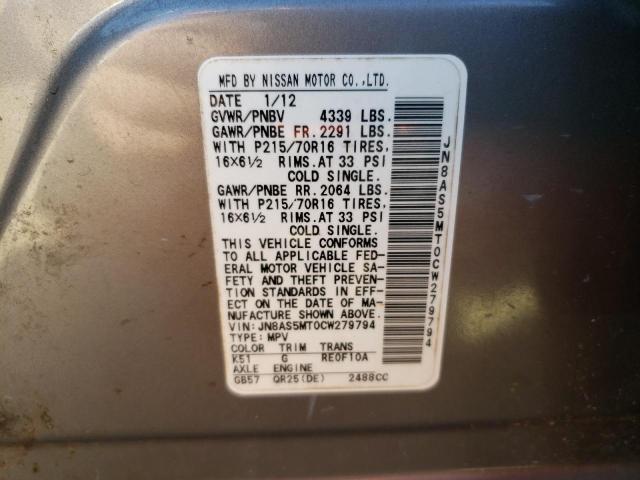 MFD BY NISSAN MOTOR CO.,LTD.
DATE 1/12
GVWR/PNBV 4339 LBS.
GAWR/PNBE FR.2291 LBS.
WITH P215/70R16 TIRES,
16X6½ RIMS.AT 33 PSI
COLD SINGLE.
GAWR/PNBE RR.2064 LBS.
WITH P215/70R16 TIRES,
16X6½ RIMS.AT 33 PSI
COLD SINGLE.
THIS VEHICLE CONFORMS
TO ALL APPLICABLE FED-
ERAL MOTOR VEHICLE SA-
FETY AND THEFT PREVENTION
STANDARDS IN EFF-
ECT ON THE DATE OF MA-
NUFACTURE SHOWN ABOVE.
VIN:JN8AS5MT0CW279794
TYPE:MPV
COLOR TRIM TRANS
K51 G RE0F10A
AXLE ENGINE
GB57 QR25(DE) 2488CC
JN8AS5MT0CW279794